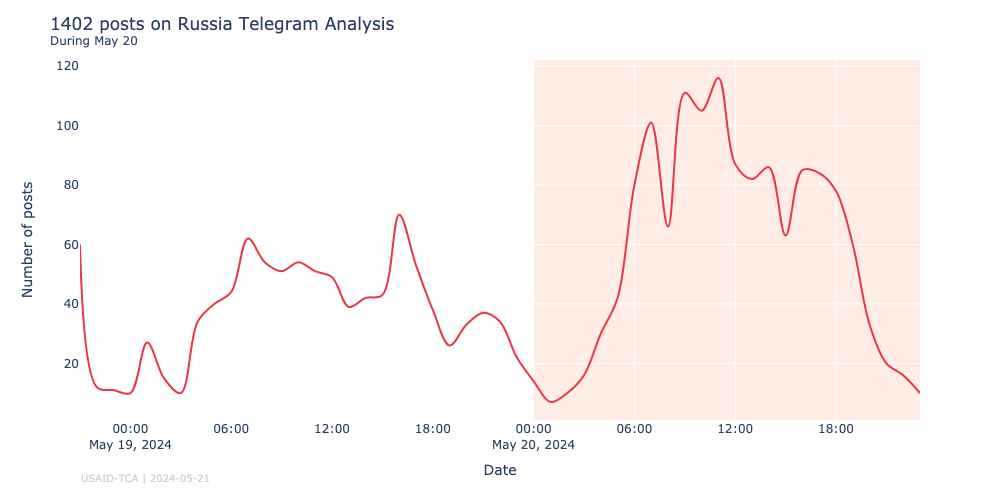 1402 posts on Russia Telegram Analysis
During May 20
120
100
80
60
40
20
Number of posts
00:00 06:00 12:00 18:00 00:00 06:00 12:00 18:00
May 19, 2024 May 20, 2024
Date
USAID-TCA | 2024-05-21